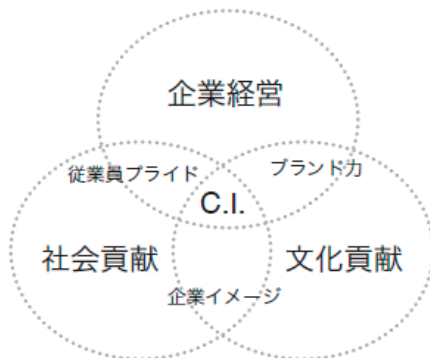 企業経営
従業員プライド
ブランド力
C.I.
社会貢献
文化貢献
企業イメージ